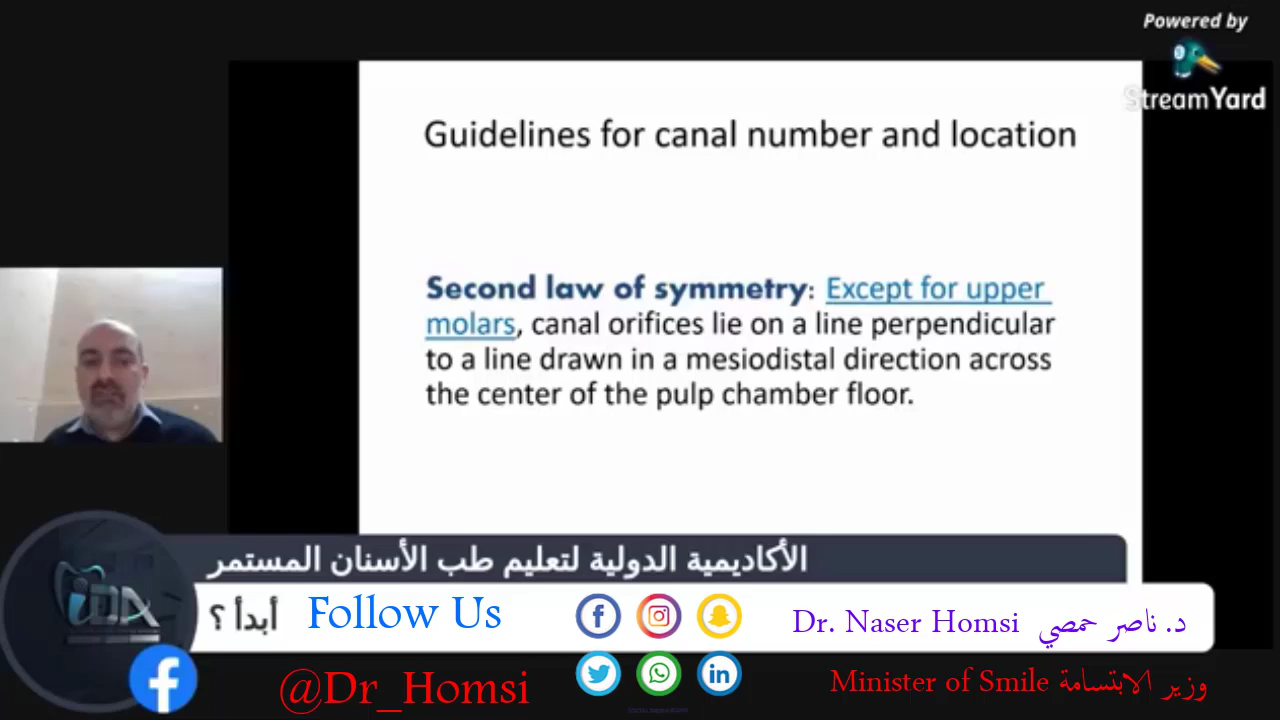 Powered by
StreamYard
Guidelines for canal number and location
Second law of symmetry: Except for upper
molars, canal orifices lie on a line perpendicular
to a line drawn in a mesiodistal direction across
the center of the pulp chamber floor.
الأكاديمية الدولية لتعليم طب الأسنان المستمر
أبدأ ؟
Follow Us
Dr. Naser Homsi د. ناصر حمصي
@Dr_Homsi
Minister of Smile وزير الابتسامة
iDA